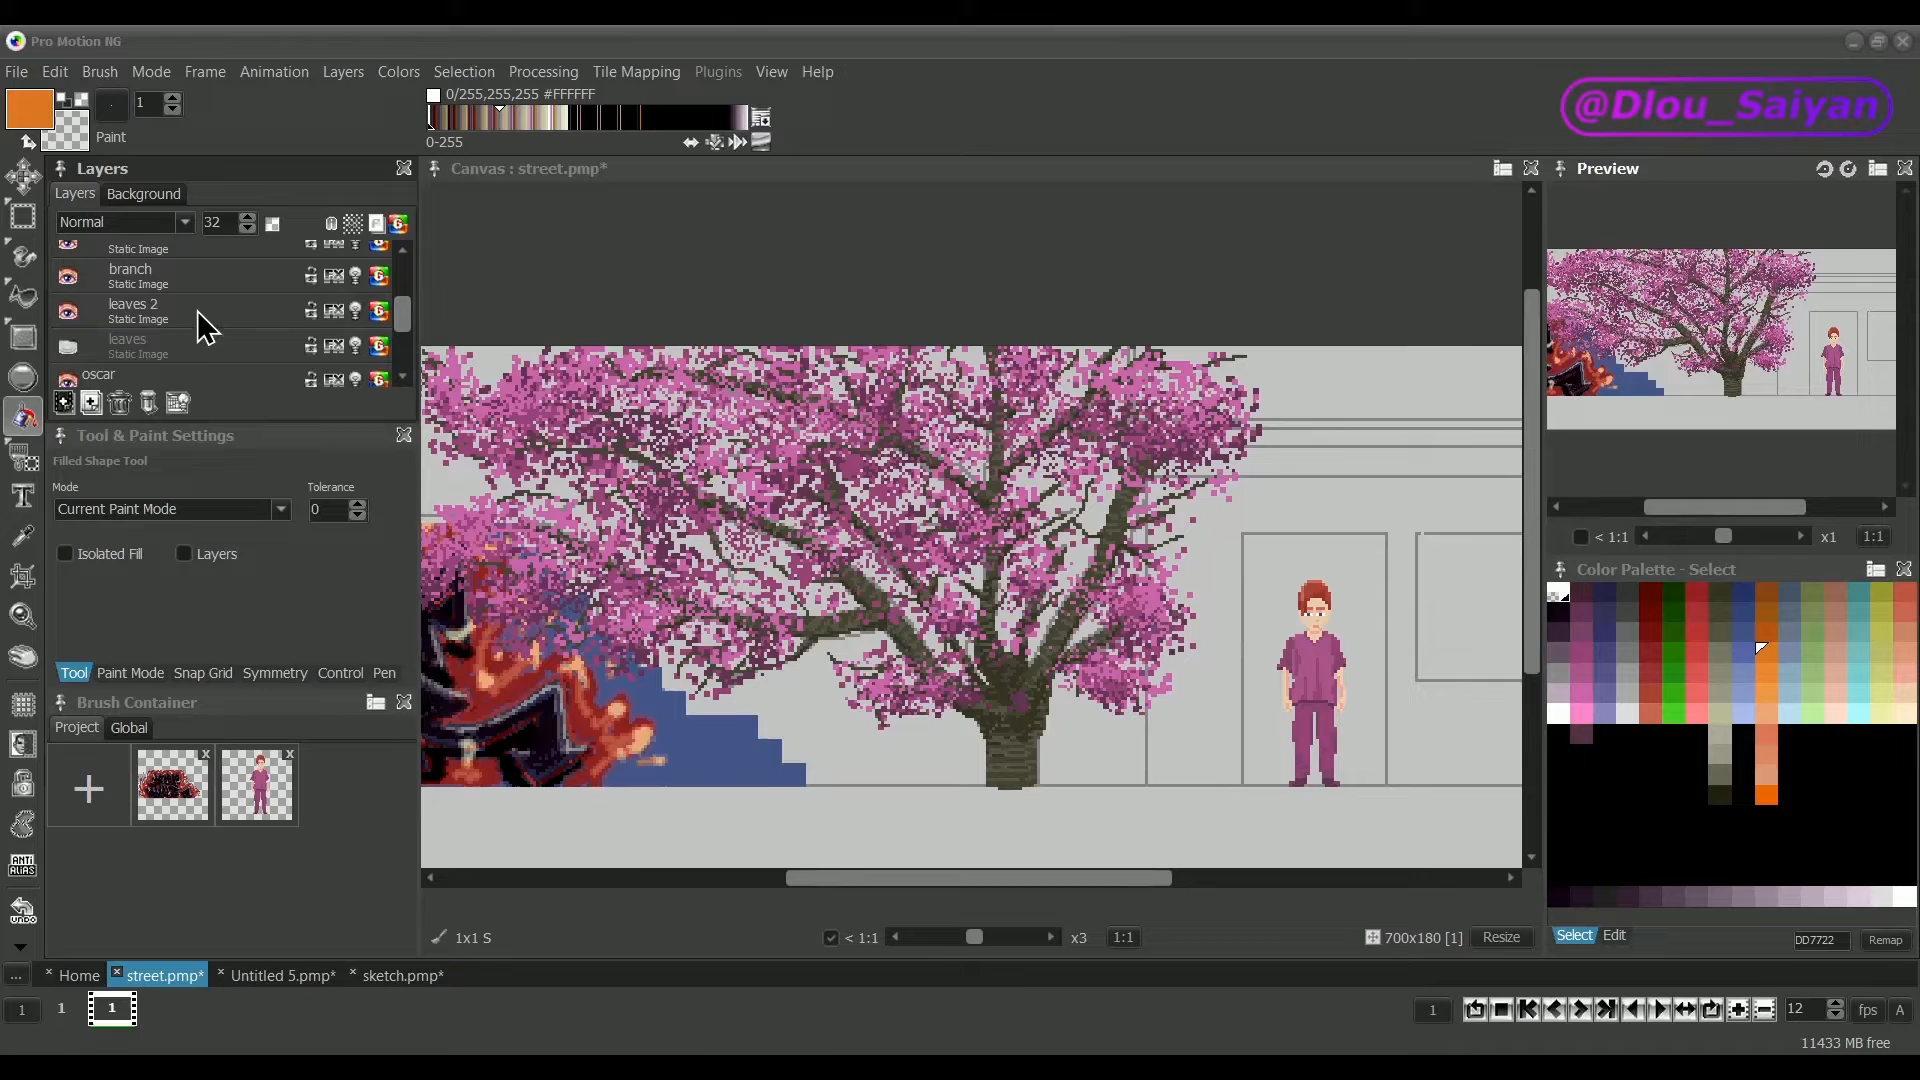 Pro Motion NG
File Edit Brush Mode Frame Animation Layers Colors Selection Processing Tile Mapping Plugins View Help
1
Paint
0/255,255,255 #FFFFFF
0-255
@Dlou_Saiyan
Layers
Layers Background
Normal 32
Static Image
branch
Static Image
leaves 2
Static Image
leaves
Static Image
oscar
Tool & Paint Settings
Filled Shape Tool
Mode Tolerance
Current Paint Mode 0
Isolated Fill Layers
Tool Paint Mode Snap Grid Symmetry Control Pen
Brush Container
Project Global
x x
ANTI
ALIAS
UNDO
Canvas : street.pmp*
1x1 S
< 1:1 x3 1:1
700x180 [1] Resize
Preview
< 1:1 x1 1:1
Color Palette - Select
Select Edit DD7722 Remap
... Home street.pmp* Untitled 5.pmp* sketch.pmp*
1 1 1
1 12 fps A
11433 MB free